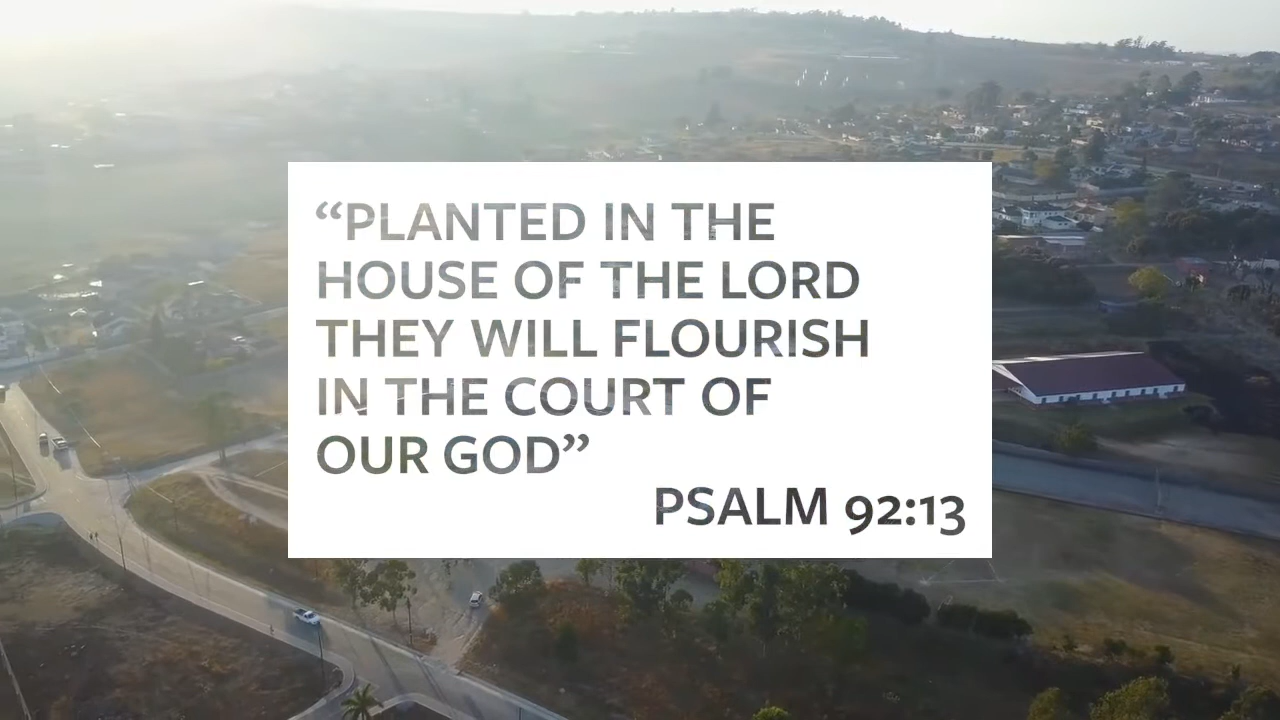 “PLANTED IN THE
HOUSE OF THE LORD
THEY WILL FLOURISH
IN THE COURT OF
OUR GOD”
PSALM 92:13